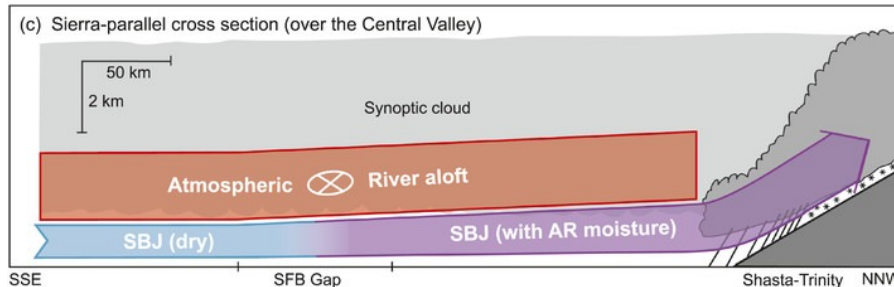 (c) Sierra-parallel cross section (over the Central Valley)
50 km
2 km
Synoptic cloud
Atmospheric River aloft
SBJ (dry)
SBJ (with AR moisture)
SSE SFB Gap Shasta-Trinity NNW